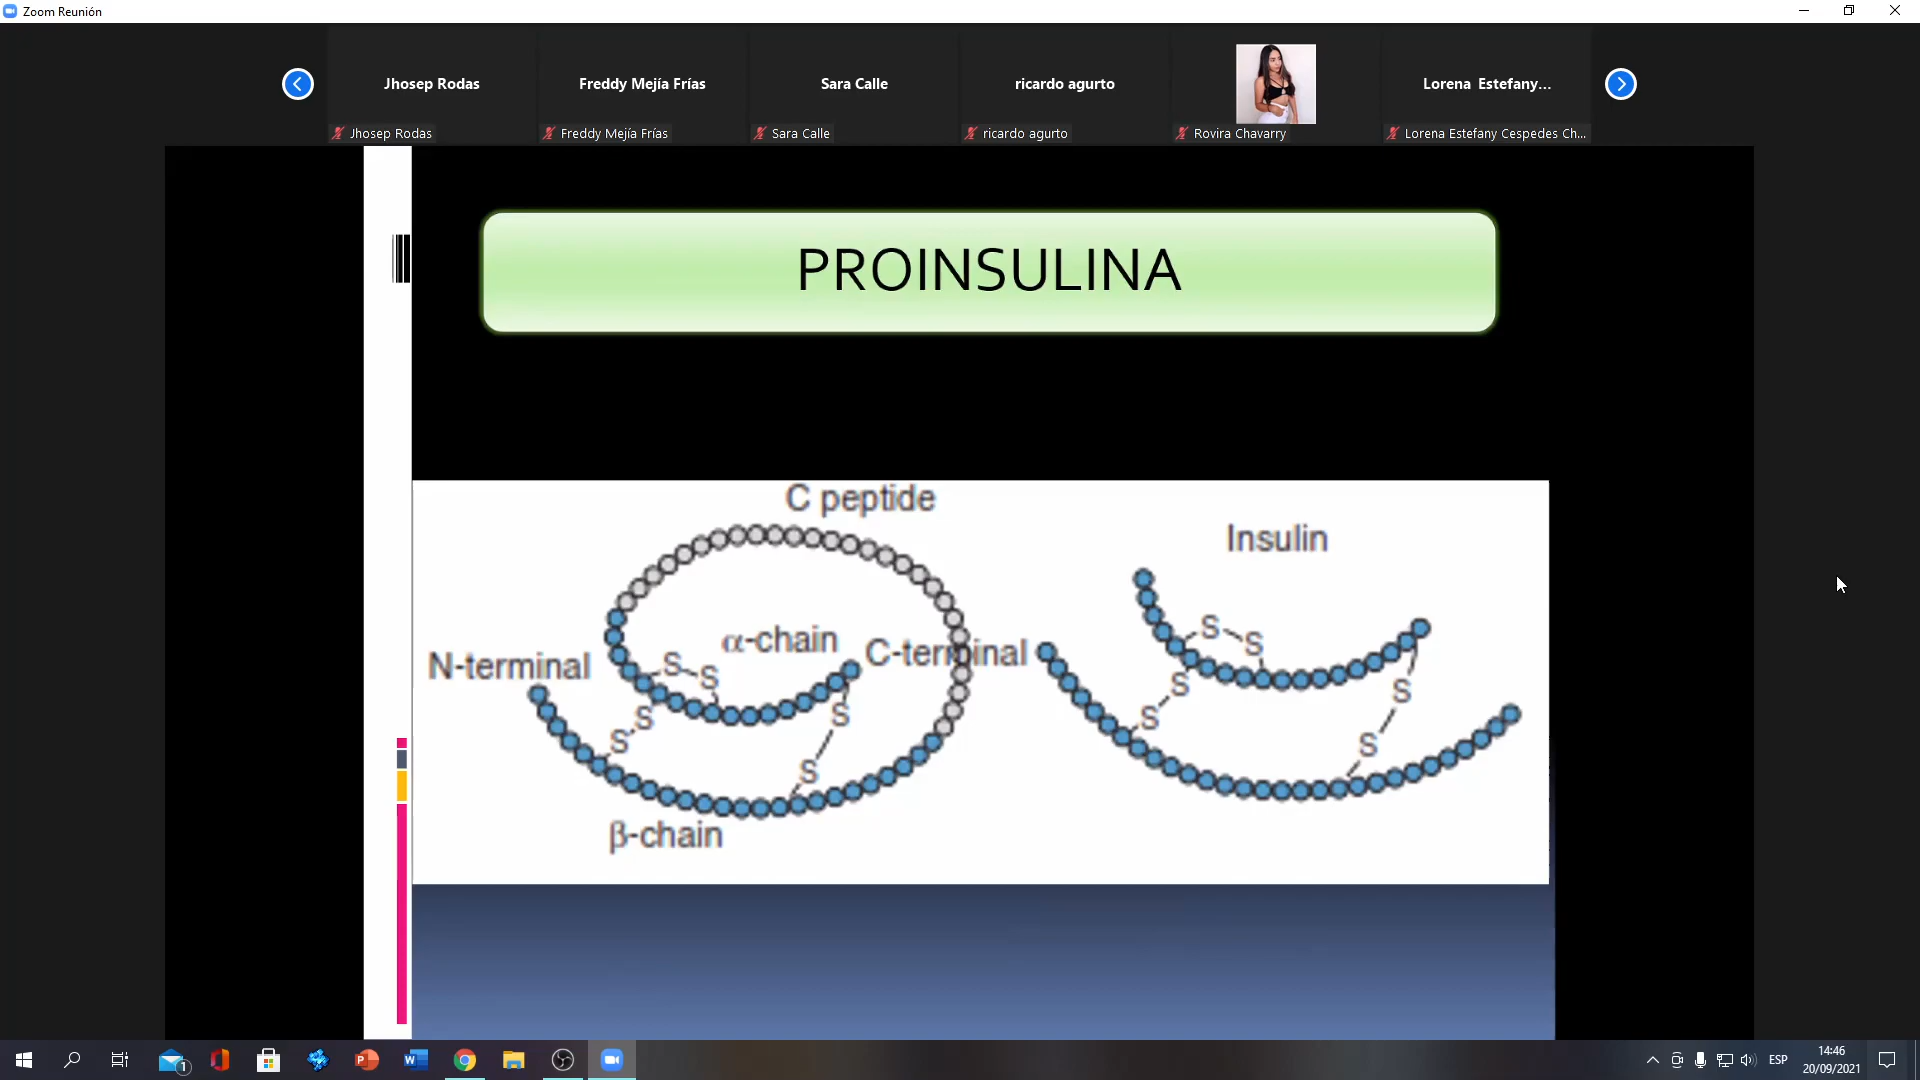 Zoom Reunión
Jhosep Rodas
Freddy Mejía Frías
Sara Calle
ricardo agurto
Lorena Estefany...
Jhosep Rodas
Freddy Mejía Frías
Sara Calle
ricardo agurto
Rovira Chavarry
Lorena Estefany Cespedes Ch...
PROINSULINA
C peptide
Insulin
α-chain
C-terminal
N-terminal
S
S
S
S
S
S
S
S
S
S
S
S
β-chain
1
ESP
14:46
20/09/2021